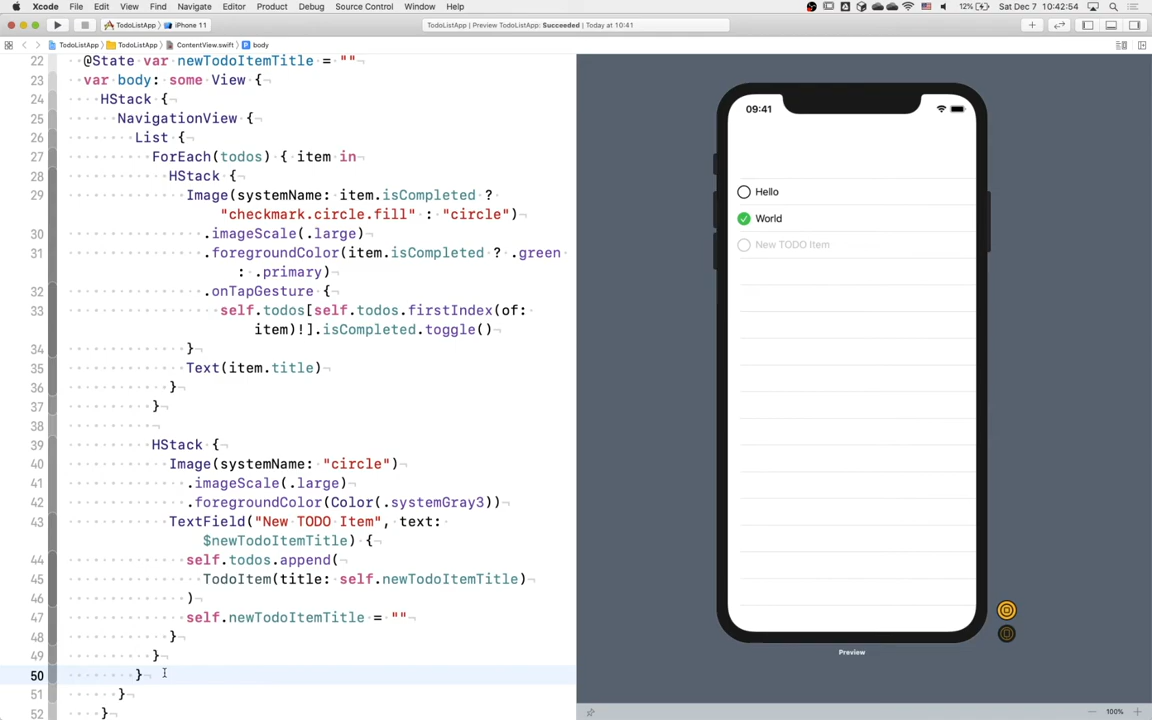 Xcode File Edit View Find Navigate Editor Product Debug Source Control Window Help 12% Sat Dec 7 10:42:54
TodoListApp iPhone 11 TodoListApp | Preview TodoListApp: Succeeded | Today at 10:41
TodoListApp TodoListApp ContentView.swift body
22 @State var newTodoItemTitle = ""
23 var body: some View {
24 HStack {
25 NavigationView {
26 List {
27 ForEach(todos) { item in
28 HStack {
29 Image(systemName: item.isCompleted ?
"checkmark.circle.fill" : "circle")
30 .imageScale(.large)
31 .foregroundColor(item.isCompleted ? .green
: .primary)
32 .onTapGesture {
33 self.todos[self.todos.firstIndex(of:
item)!].isCompleted.toggle()
34 }
35 Text(item.title)
36 }
37 }
38
39 HStack {
40 Image(systemName: "circle")
41 .imageScale(.large)
42 .foregroundColor(Color(.systemGray3))
43 TextField("New TODO Item", text:
$newTodoItemTitle) {
44 self.todos.append(
45 TodoItem(title: self.newTodoItemTitle)
46 )
47 self.newTodoItemTitle = ""
48 }
49 }
50 }
51 }
52 }
09:41
Hello
World
New TODO Item
Preview
100%